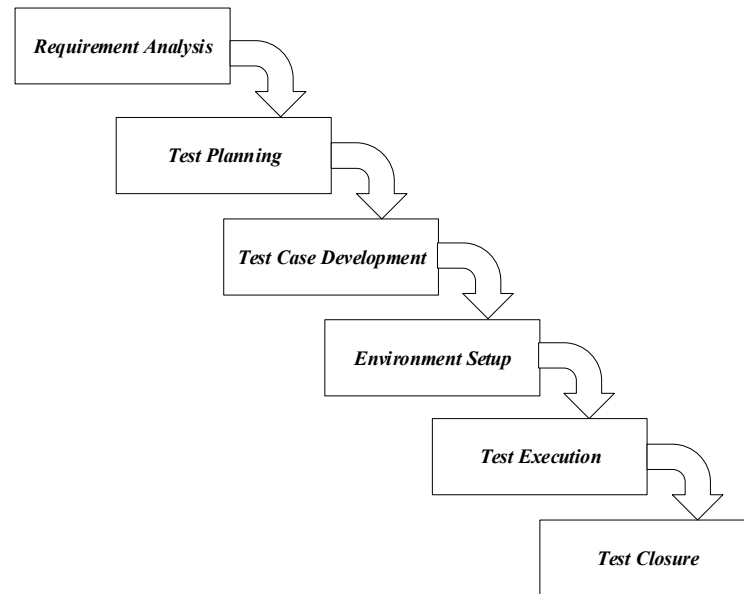 Requirement Analysis
Test Planning
Test Case Development
Environment Setup
Test Execution
Test Closure